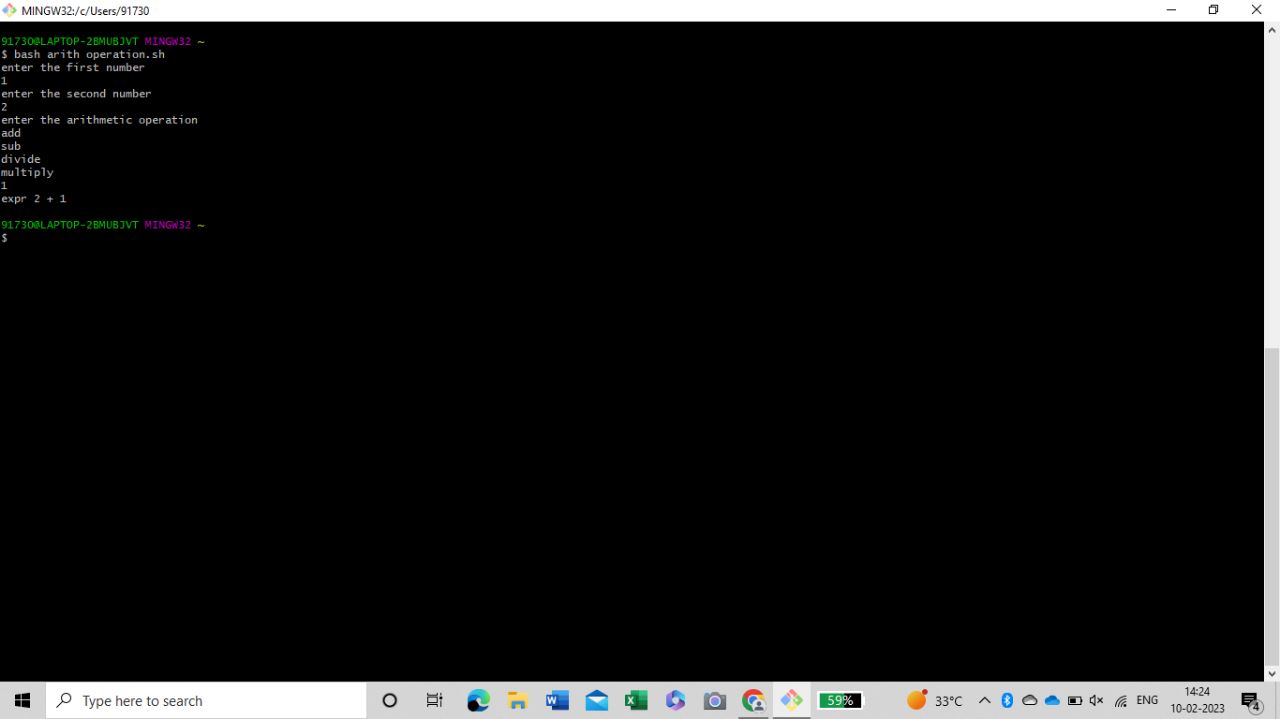 MINGW32:/c/Users/91730
91730@LAPTOP-2BMUBJVT MINGW32 ~
$ bash arith operation.sh
enter the first number
1
enter the second number
2
enter the arithmetic operation
add
sub
divide
multiply
1
expr 2 + 1
91730@LAPTOP-2BMUBJVT MINGW32 ~
$
Type here to search
59%
33°C
ENG
14:24
10-02-2023
4